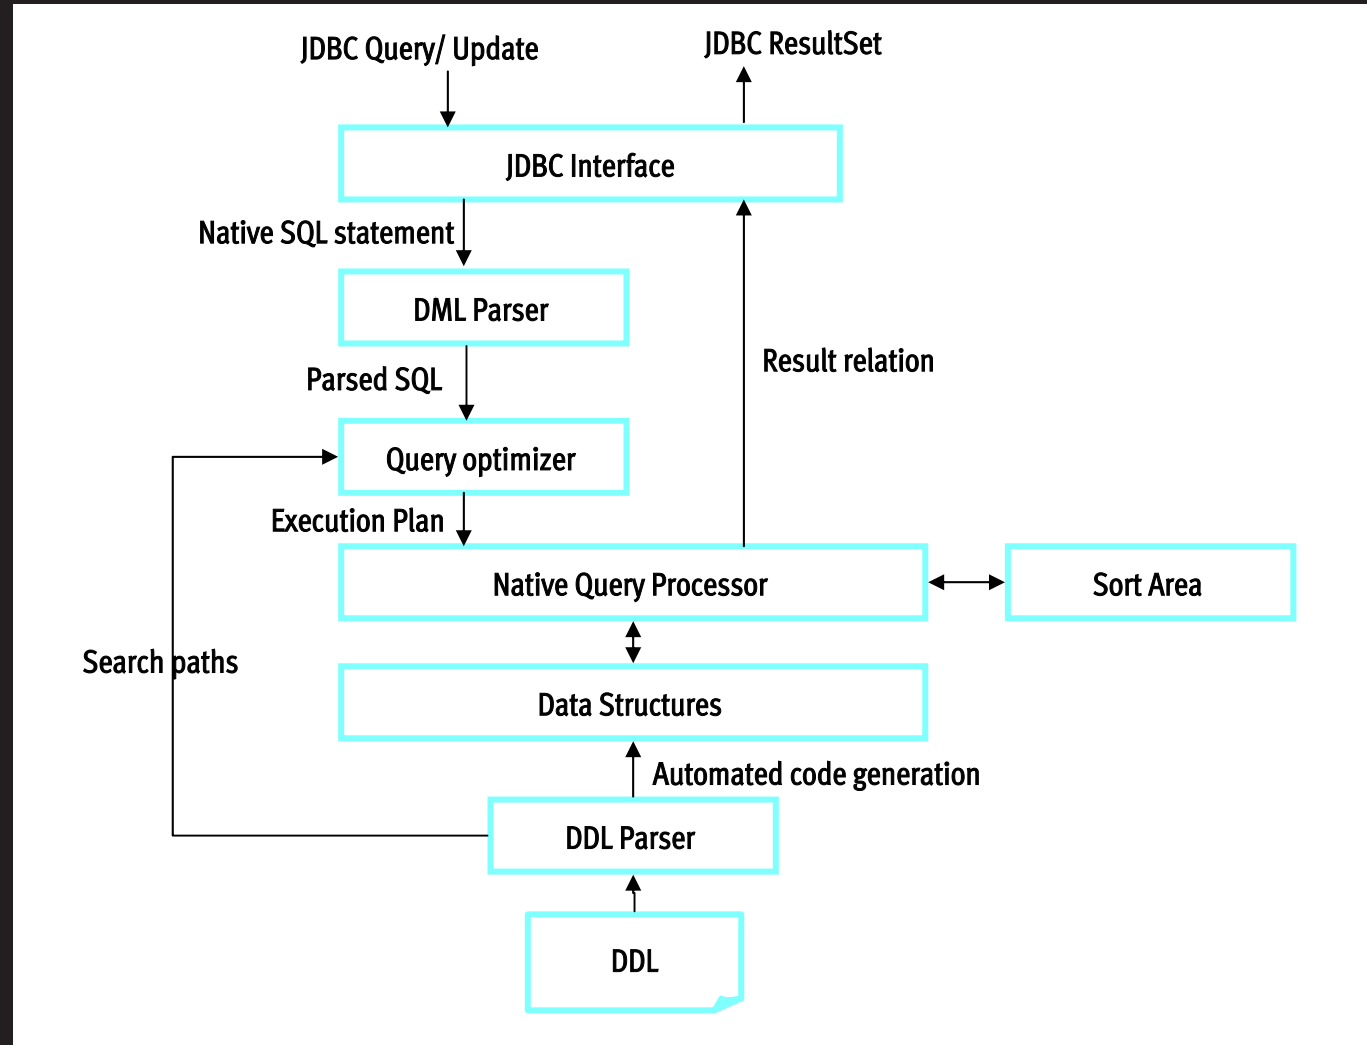 JDBC Query/ Update
JDBC ResultSet
JDBC Interface
Native SQL statement
DML Parser
Parsed SQL
Result relation
Query optimizer
Execution Plan
Native Query Processor
Sort Area
Search paths
Data Structures
Automated code generation
DDL Parser
DDL